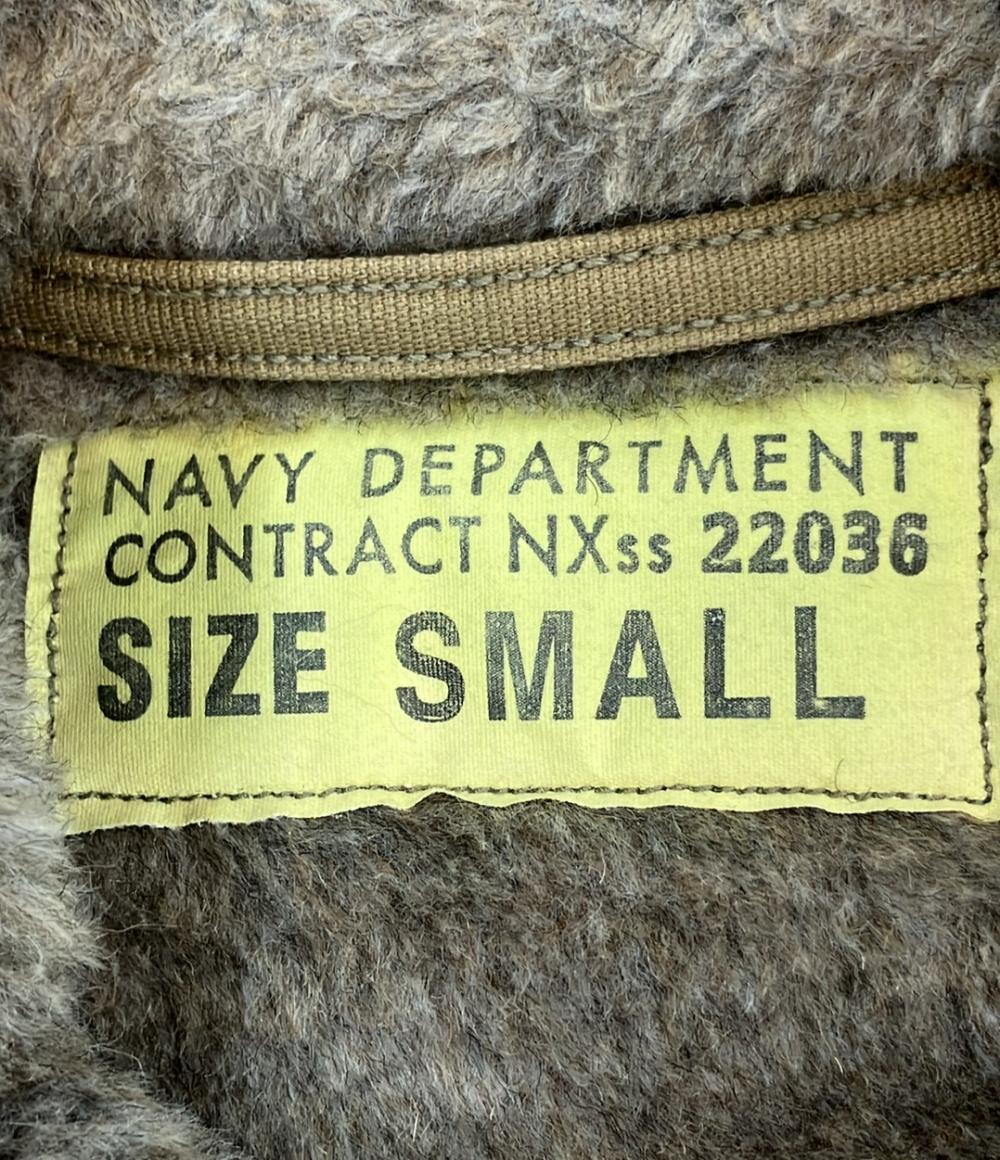 NAVY DEPARTMENT
CONTRACT NXss 22036
SIZE SMALL